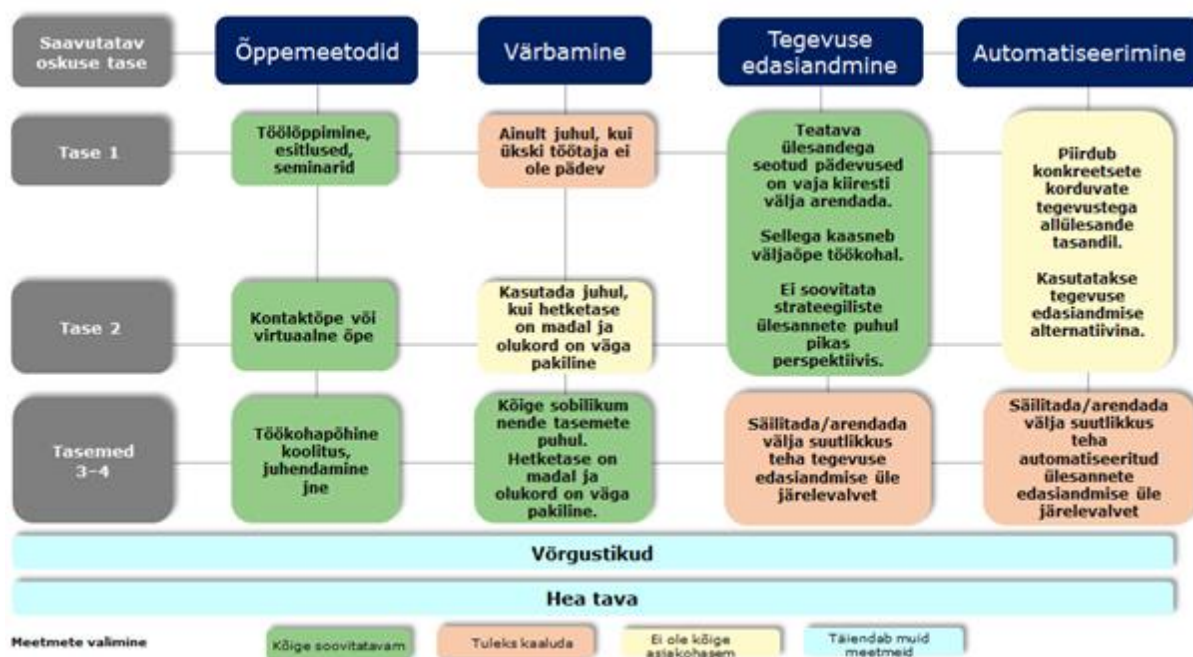 Saavutatav
oskuse tase
Õppemeetodid
Värbamine
Tegevuse
edasiandmine
Automatiseerimine
Tase 1
Töölõppimine,
esitlused,
seminarid
Ainult juhul, kui
ükski töötaja ei
ole pädev
Teatava
ülesandega
seotud pädevused
on vaja kiiresti
välja arendada.
Sellega kaasneb
väljaõpe töökohal.
Ei soovitata
strateegiliste
ülesannete puhul
pikas
perspektiivis.
Piirdub
konkreetsete
korduvate
tegevustega
allülesande
tasandil.
Kasutatakse
tegevuse
edasiandmise
alternatiivina.
Tase 2
Kontaktõpe või
virtuaalne õpe
Kasutada juhul,
kui hetketase
on madal ja
olukord on väga
pakiline
Tasemed
3–4
Töökohapõhine
koolitus,
juhendamine
jne
Kõige sobilikum
nende tasemete
puhul.
Hetketase on
madal ja
olukord on väga
pakiline.
Säilitada/arendada
välja suutlikkus
teha tegevuse
edasiandmise üle
järelevalvet
Säilitada/arendada
välja suutlikkus
teha
automatiseeritud
ülesannete
edasiandmise üle
järelevalvet
Võrgustikud
Hea tava
Meetmete valimine
Kõige soovitatavam
Tuleks kaaluda
Ei ole kõige
asjakohasem
Täiendab muid
meetmeid